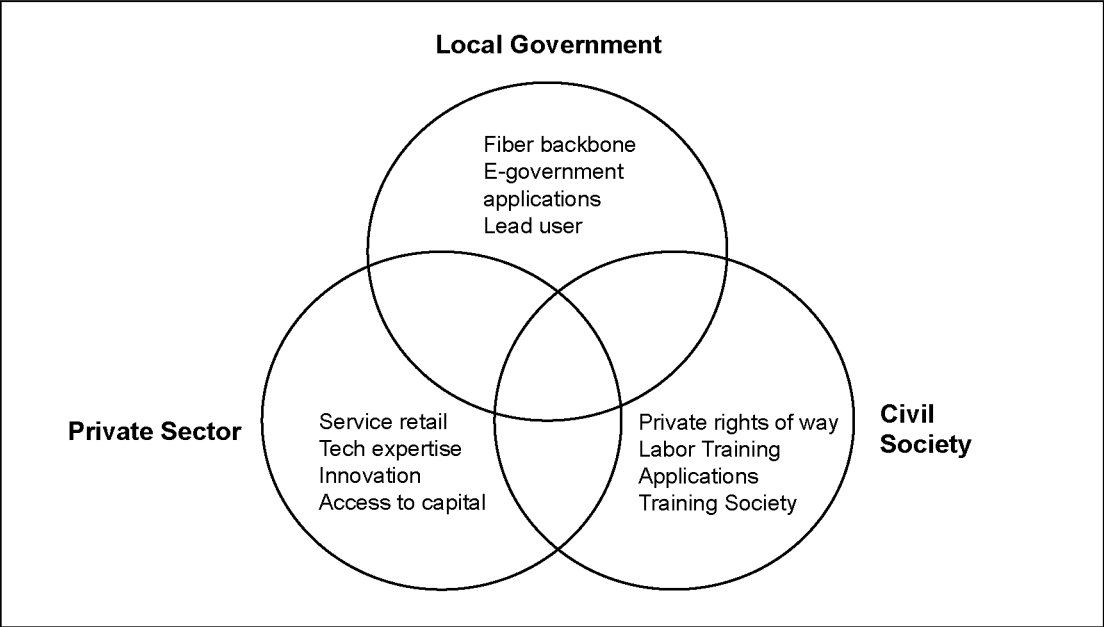 Local Government
Fiber backbone
E-government
applications
Lead user
Private Sector
Service retail
Tech expertise
Innovation
Access to capital
Private rights of way
Labor Training
Applications
Training Society
Civil
Society